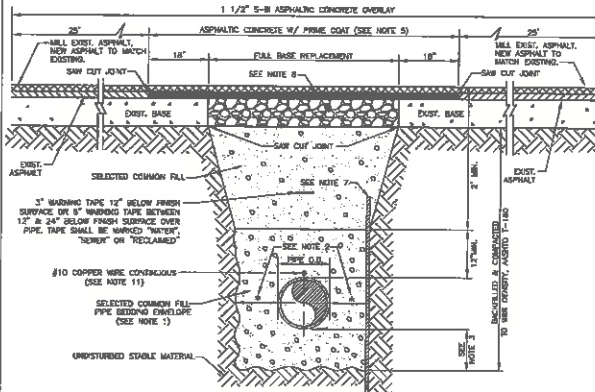 1 1/2" S-III ASPHALTIC CONCRETE OVERLAY
25'
ASPHALTIC CONCRETE W/ PRIME COAT (SEE NOTE 5)
25'
MILL EXIST. ASPHALT.
NEW ASPHALT TO MATCH
EXISTING.
18"
FULL BASE REPLACEMENT
18"
MILL EXIST. ASPHALT.
NEW ASPHALT TO
MATCH EXISTING.
SAW CUT JOINT
SEE NOTE 8
SAW CUT JOINT
EXIST. BASE
EXIST. BASE
EXIST. BASE
EXIST.
ASPHALT
SAW CUT JOINT
EXIST.
ASPHALT
SELECTED COMMON FILL
SEE NOTE 7
2' MIN.
3" WARNING TAPE 12" BELOW FINISH
SURFACE OR 6" WARNING TAPE BETWEEN
12" & 24" BELOW FINISH SURFACE OVER
PIPE. TAPE SHALL BE MARKED "WATER",
"SEWER" OR "RECLAIMED"
SEE NOTE 2
PIPE O.D.
12" MIN.
#10 COPPER WIRE CONTINUOUS
(SEE NOTE 11)
SELECTED COMMON FILL
PIPE BEDDING ENVELOPE
(SEE NOTE 1)
BACKFILLED & COMPACTED
TO 98% DENSITY, AASHTO T-180
SEE
NOTE 3
UNDISTURBED STABLE MATERIAL